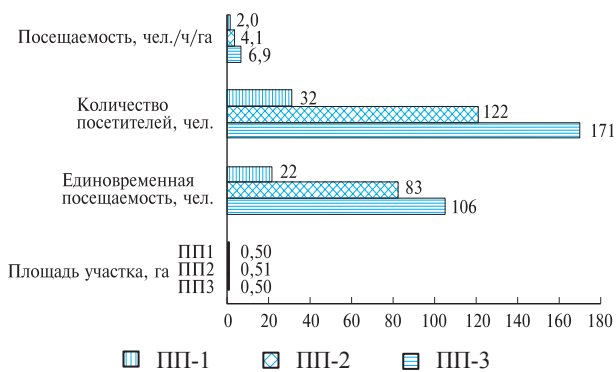 Посещаемость, чел./ч/га
2,0
4,1
6,9
Количество
посетителей, чел.
32
122
171
Единовременная
посещаемость, чел.
22
83
106
Площадь участка, га
ПП1 0,50
ПП2 0,51
ПП3 0,50
0 20 40 60 80 100 120 140 160 180
ПП-1 ПП-2 ПП-3